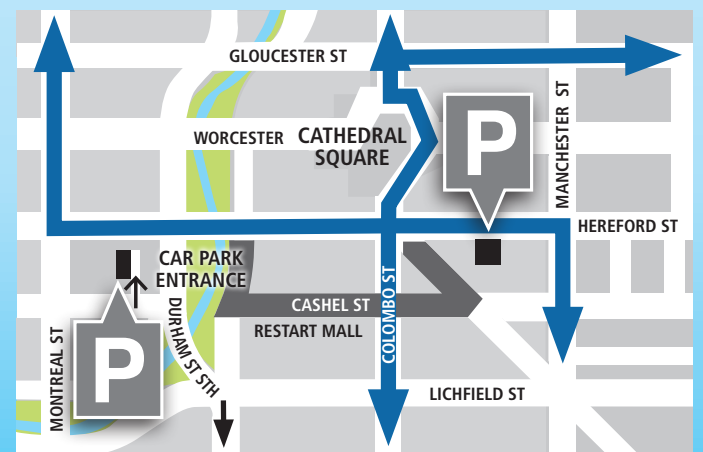 GLOUCESTER ST
WORCESTER
CATHEDRAL
SQUARE
P
MANCHESTER ST
HEREFORD ST
CAR PARK
ENTRANCE
CASHEL ST
RESTART MALL
COLOMBO ST
DURHAM ST STH
MONTREAL ST
P
LICHFIELD ST